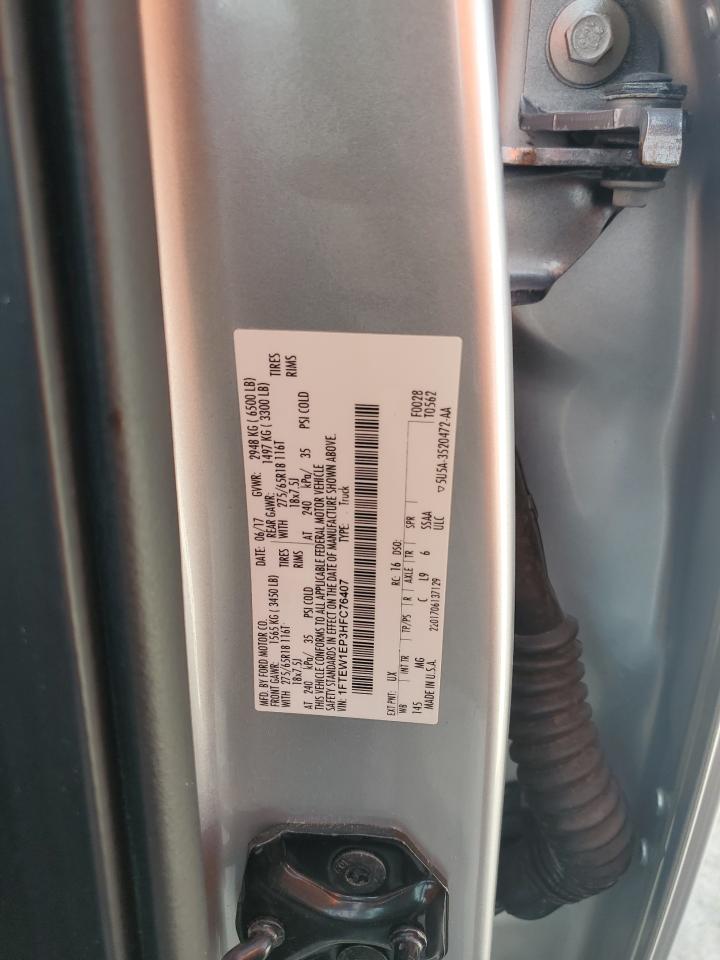 MFD. BY FORD MOTOR CO. DATE: 06/17 GVWR: 2948 KG ( 6500 LB)
FRONT GAWR: 1565 KG ( 3450 LB) REAR GAWR: 1497 KG ( 3300 LB)
WITH 275/65R18 116T TIRES WITH 275/65R18 116T TIRES
18x7.5J RIMS 18x7.5J RIMS
AT 240 kPa/ 35 PSI COLD AT 240 kPa/ 35 PSI COLD
THIS VEHICLE CONFORMS TO ALL APPLICABLE FEDERAL MOTOR VEHICLE
SAFETY STANDARDS IN EFFECT ON THE DATE OF MANUFACTURE SHOWN ABOVE.
VIN: 1FTEW1EP3HFC76407 TYPE: Truck
EXT PNT: UX RC: 16 DSO: F0028
T0562
WB INT TR TP/PS R AXLE TR SPR
145 MG C L9 6 SSAA
▽5U5A-3520472-AA
MADE IN U.S.A. 2201706137129 ULC